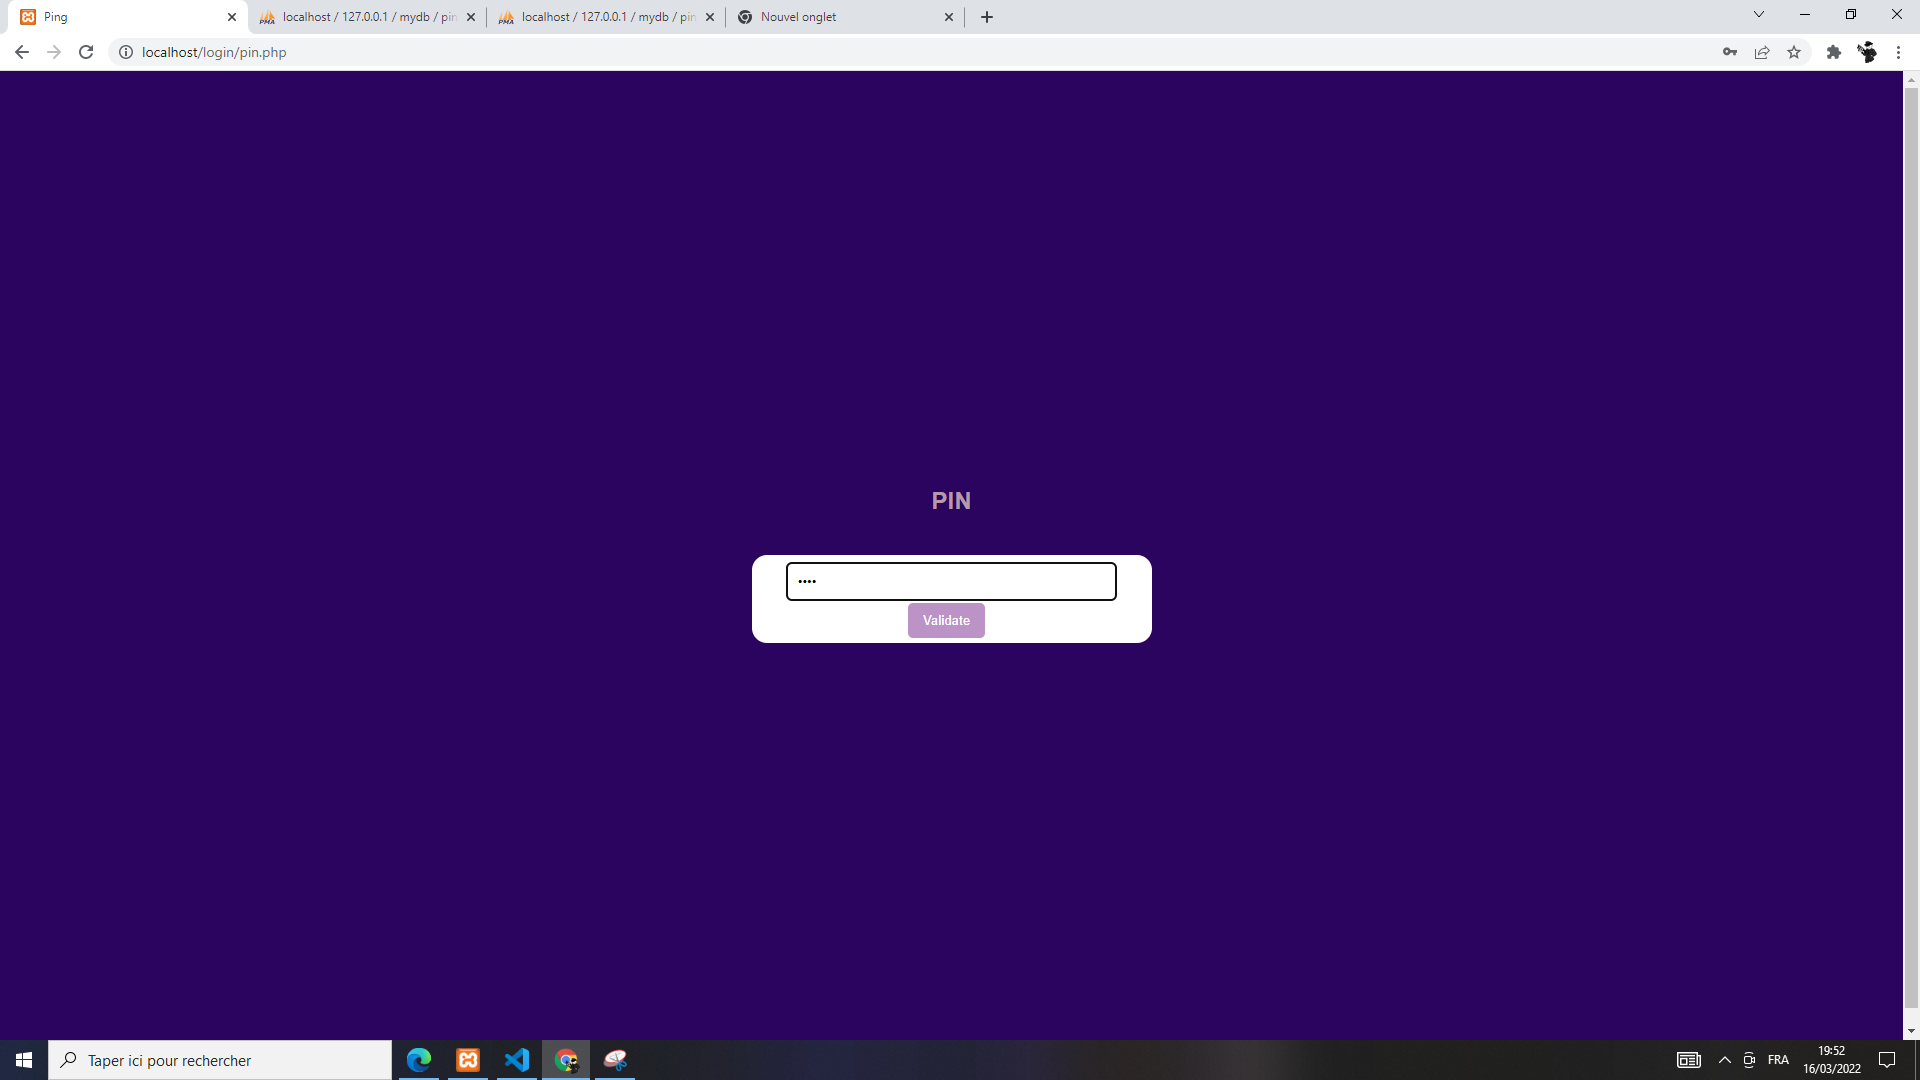 Ping
localhost / 127.0.0.1 / mydb / pin
localhost / 127.0.0.1 / mydb / pin
Nouvel onglet
localhost/login/pin.php
PIN
••••
Validate
Taper ici pour rechercher
FRA
19:52
16/03/2022